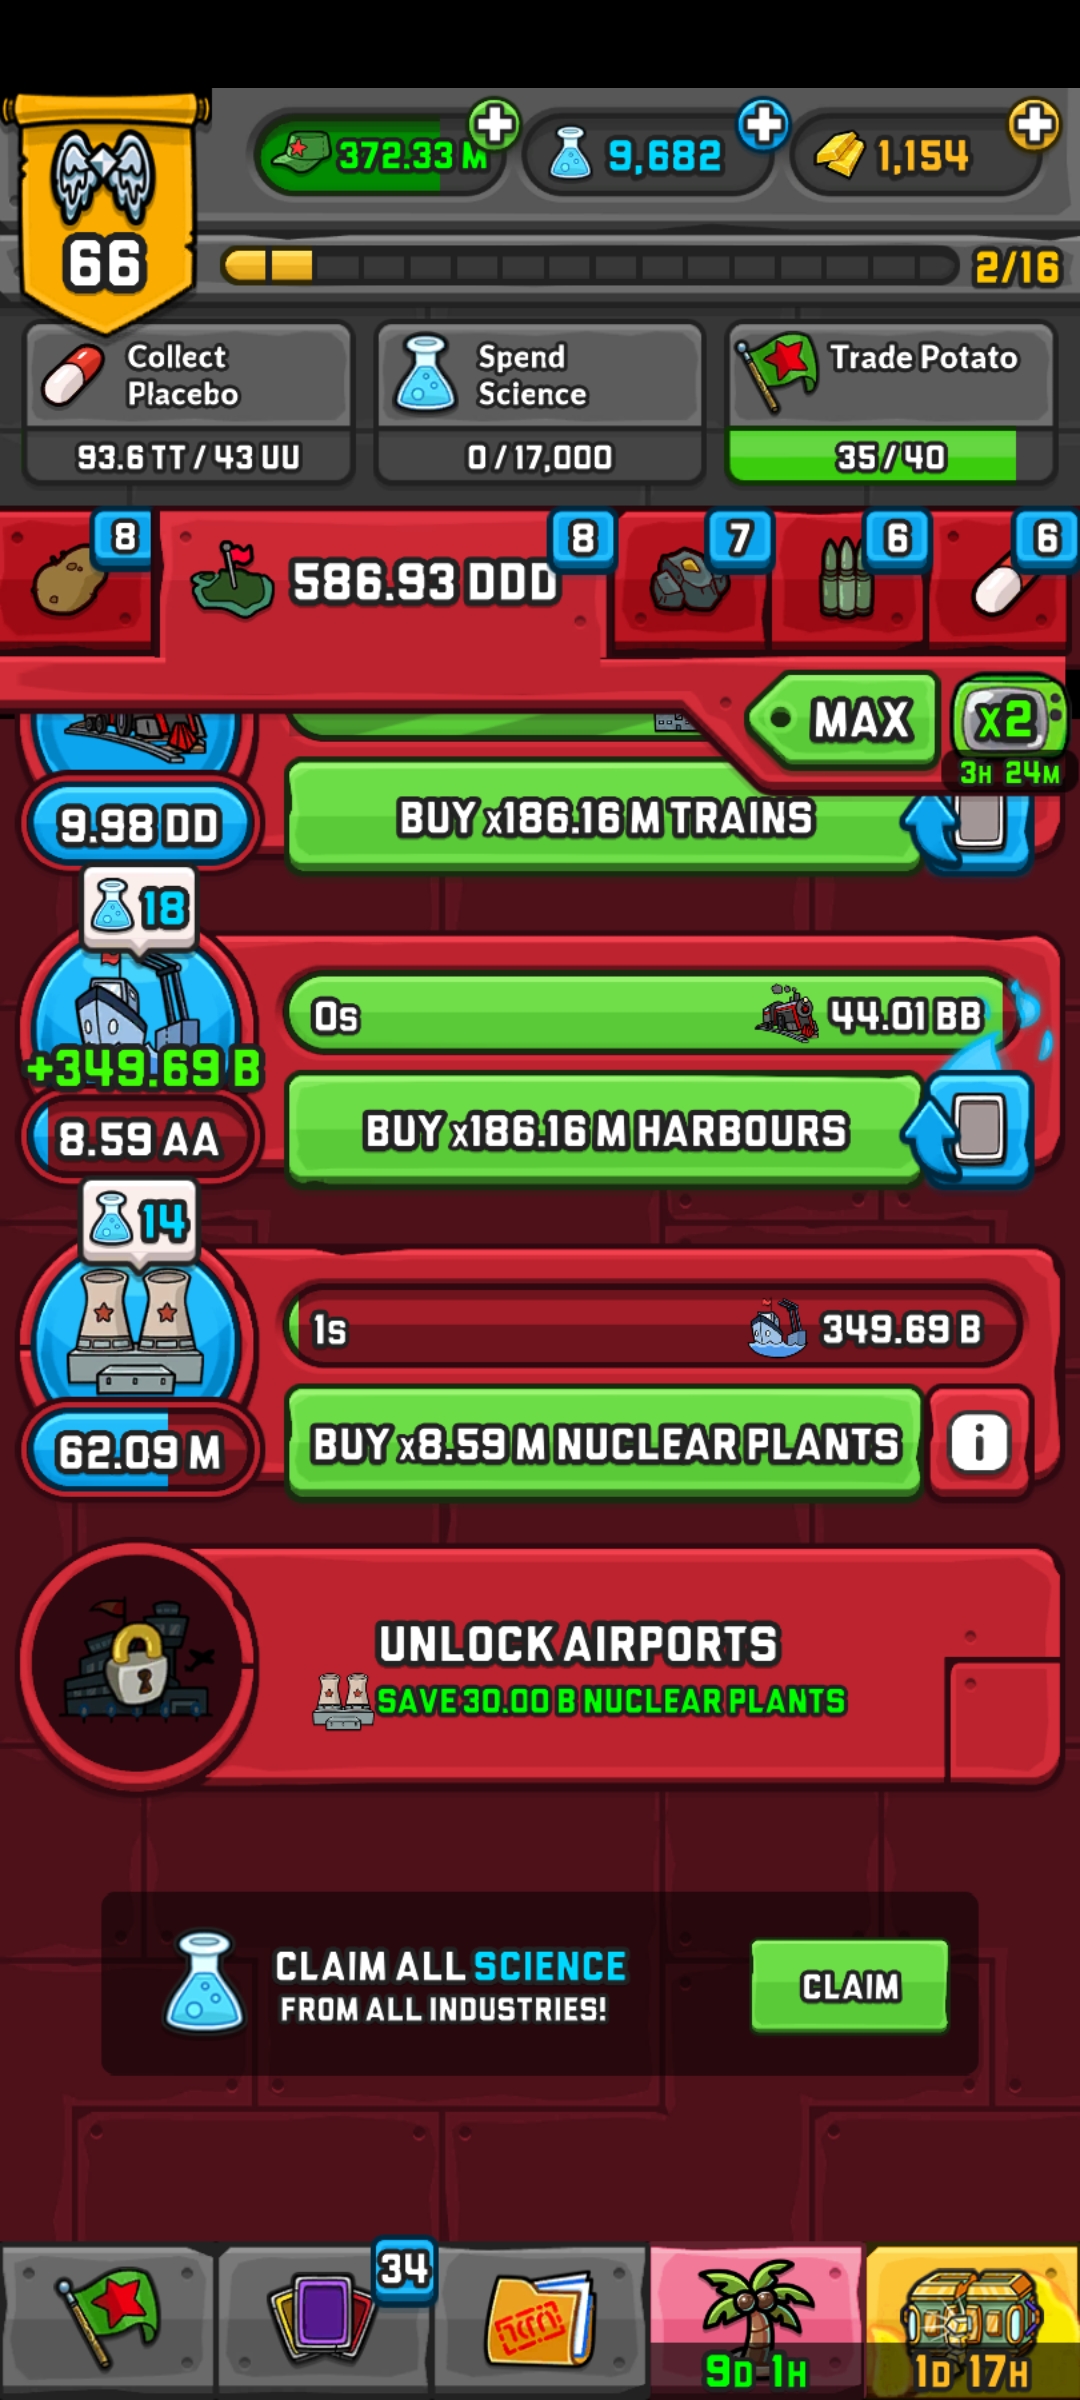 372.33 M
9,682
1,154
66
2/16
Collect
Placebo
93.6 TT / 43 UU
Spend
Science
0 / 17,000
Trade Potato
35 / 40
8
586.93 DDD
8
7
6
6
MAX
x2
3H 24M
9.98 DD
BUY x186.16 M TRAINS
18
0s
44.01 BB
+349.69 B
8.59 AA
BUY x186.16 M HARBOURS
14
1s
349.69 B
62.09 M
BUY x8.59 M NUCLEAR PLANTS
i
UNLOCK AIRPORTS
SAVE 30.00 B NUCLEAR PLANTS
CLAIM ALL SCIENCE
FROM ALL INDUSTRIES!
CLAIM
34
9D 1H
1D 17H